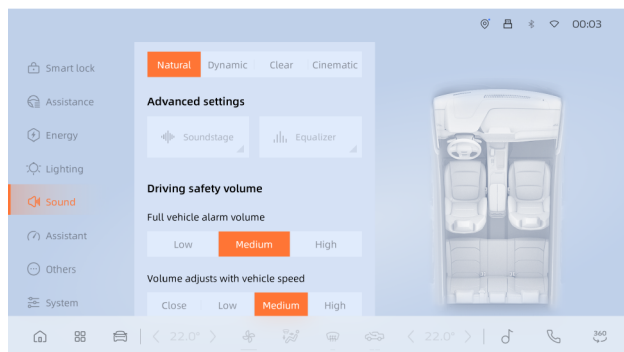 00:03
Smart lock
Assistance
Energy
Lighting
Sound
Assistant
Others
System
Natural Dynamic Clear Cinematic
Advanced settings
Soundstage Equalizer
Driving safety volume
Full vehicle alarm volume
Low Medium High
Volume adjusts with vehicle speed
Close Low Medium High
22.0° 22.0° 360